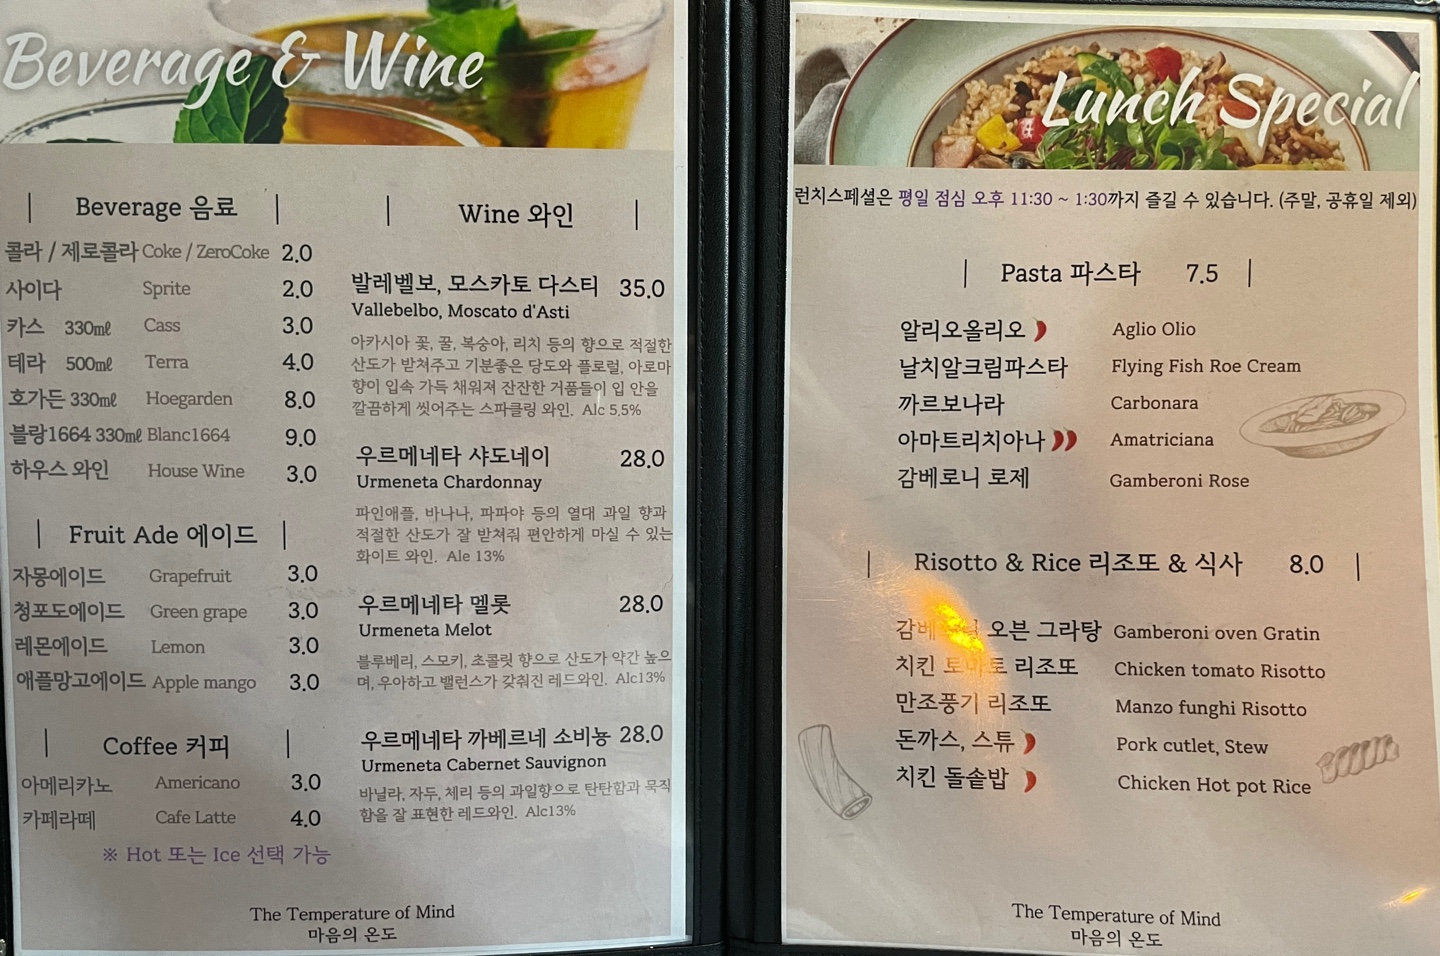 Beverage & Wine
Beverage 음료
콜라 / 제로콜라 Coke / ZeroCoke 2.0
사이다 Sprite 2.0
카스 330㎖ Cass 3.0
테라 500㎖ Terra 4.0
호가든 330㎖ Hoegarden 8.0
블랑1664 330㎖ Blanc1664 9.0
하우스 와인 House Wine 3.0
Fruit Ade 에이드
자몽에이드 Grapefruit 3.0
청포도에이드 Green grape 3.0
레몬에이드 Lemon 3.0
애플망고에이드 Apple mango 3.0
Coffee 커피
아메리카노 Americano 3.0
카페라떼 Cafe Latte 4.0
※ Hot 또는 Ice 선택 가능
Wine 와인
발레벨보, 모스카토 다스티 35.0
Vallebelbo, Moscato d'Asti
아카시아 꽃, 꿀, 복숭아, 리치 등의 향으로 적절한
산도가 받쳐주고 기분좋은 당도와 플로럴, 아로마
향이 입속 가득 채워져 잔잔한 거품들이 입 안을
깔끔하게 씻어주는 스파클링 와인. Alc 5.5%
우르메네타 샤도네이 28.0
Urmeneta Chardonnay
파인애플, 바나나, 파파야 등의 열대 과일 향과
적절한 산도가 잘 받쳐줘 편안하게 마실 수 있는
화이트 와인. Ale 13%
우르메네타 멜롯 28.0
Urmeneta Melot
블루베리, 스모키, 초콜릿 향으로 산도가 약간 높으
며, 우아하고 밸런스가 갖춰진 레드와인. Alc13%
우르메네타 까베르네 소비뇽 28.0
Urmeneta Cabernet Sauvignon
바닐라, 자두, 체리 등의 과일향으로 탄탄함과 묵직
함을 잘 표현한 레드와인. Alc13%
The Temperature of Mind
마음의 온도
Lunch Special
런치스페셜은 평일 점심 오후 11:30 ~ 1:30까지 즐길 수 있습니다. (주말, 공휴일 제외)
Pasta 파스타 7.5
알리오올리오 Aglio Olio
날치알크림파스타 Flying Fish Roe Cream
까르보나라 Carbonara
아마트리치아나 Amatriciana
감베로니 로제 Gamberoni Rose
Risotto & Rice 리조또 & 식사 8.0
감베로니 오븐 그라탕 Gamberoni oven Gratin
치킨 토마토 리조또 Chicken tomato Risotto
만조풍기 리조또 Manzo funghi Risotto
돈까스, 스튜 Pork cutlet, Stew
치킨 돌솥밥 Chicken Hot pot Rice
The Temperature of Mind
마음의 온도